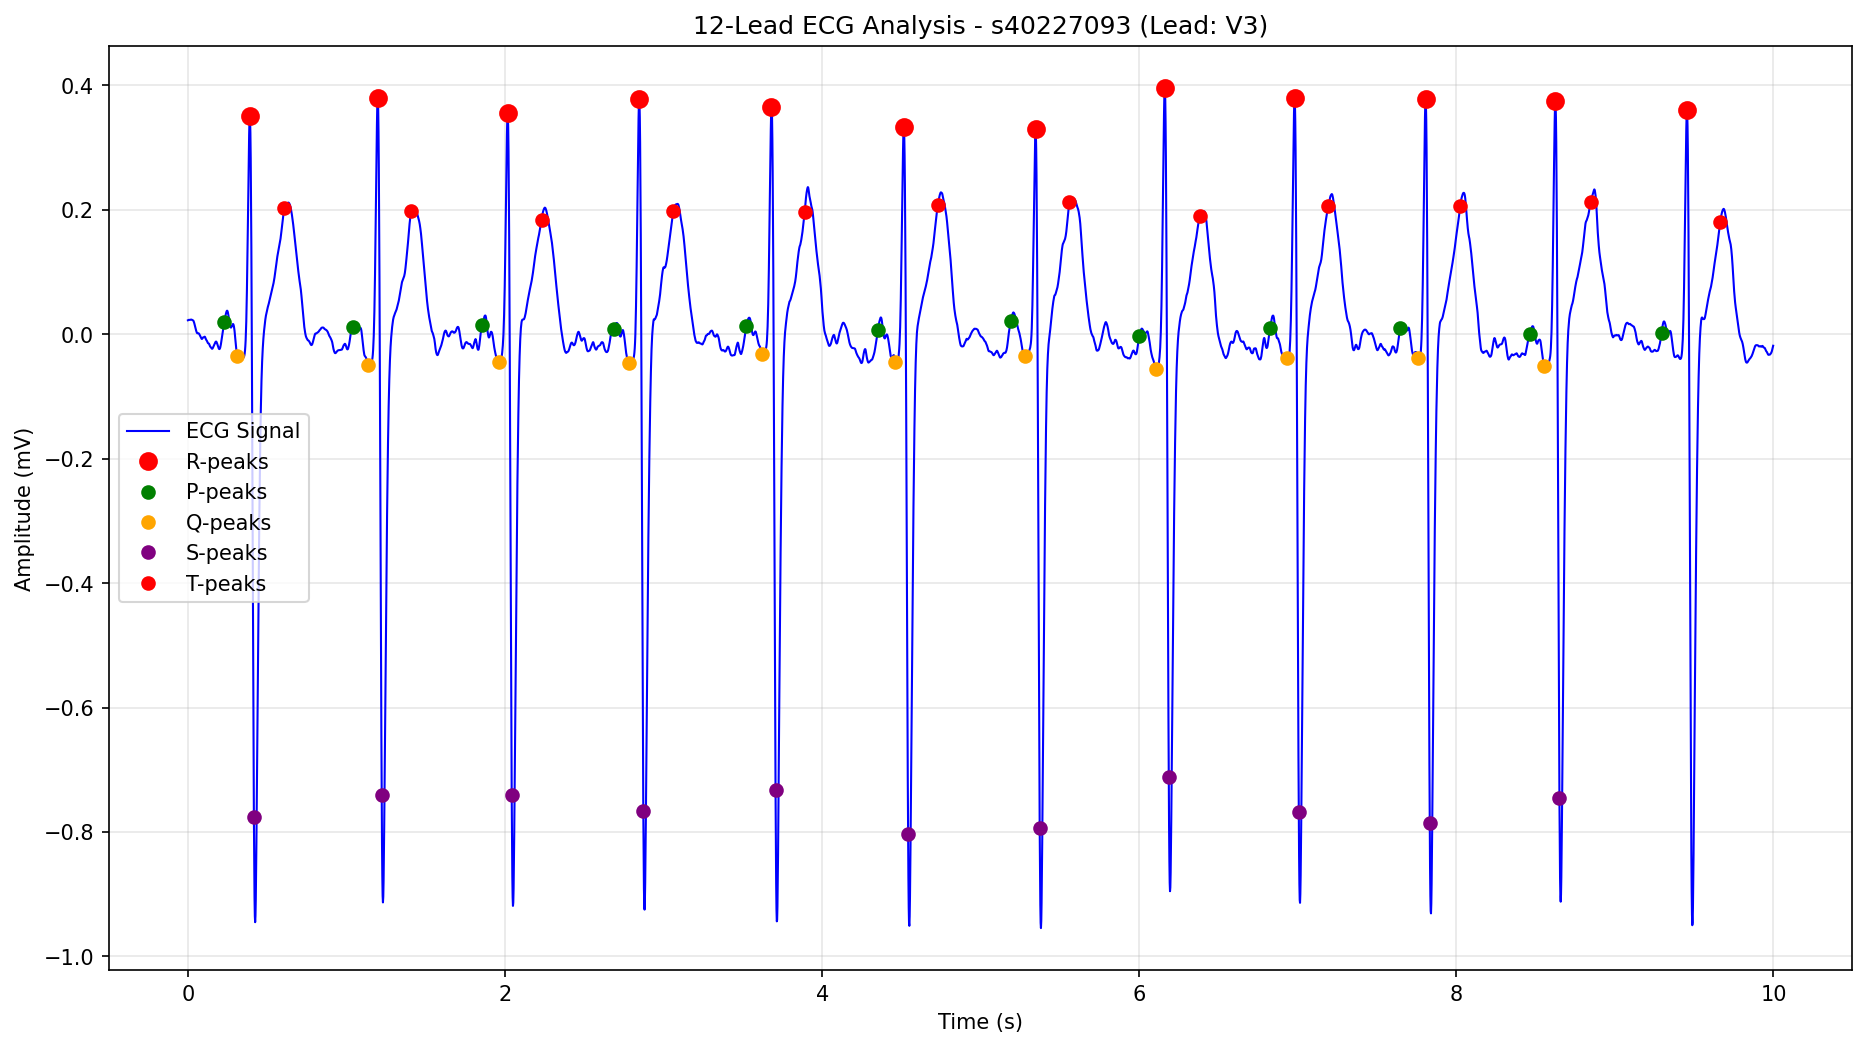 12-Lead ECG Analysis - s40227093 (Lead: V3)
Amplitude (mV)
0.4
0.2
0.0
−0.2
−0.4
−0.6
−0.8
−1.0
ECG Signal
R-peaks
P-peaks
Q-peaks
S-peaks
T-peaks
0 2 4 6 8 10
Time (s)